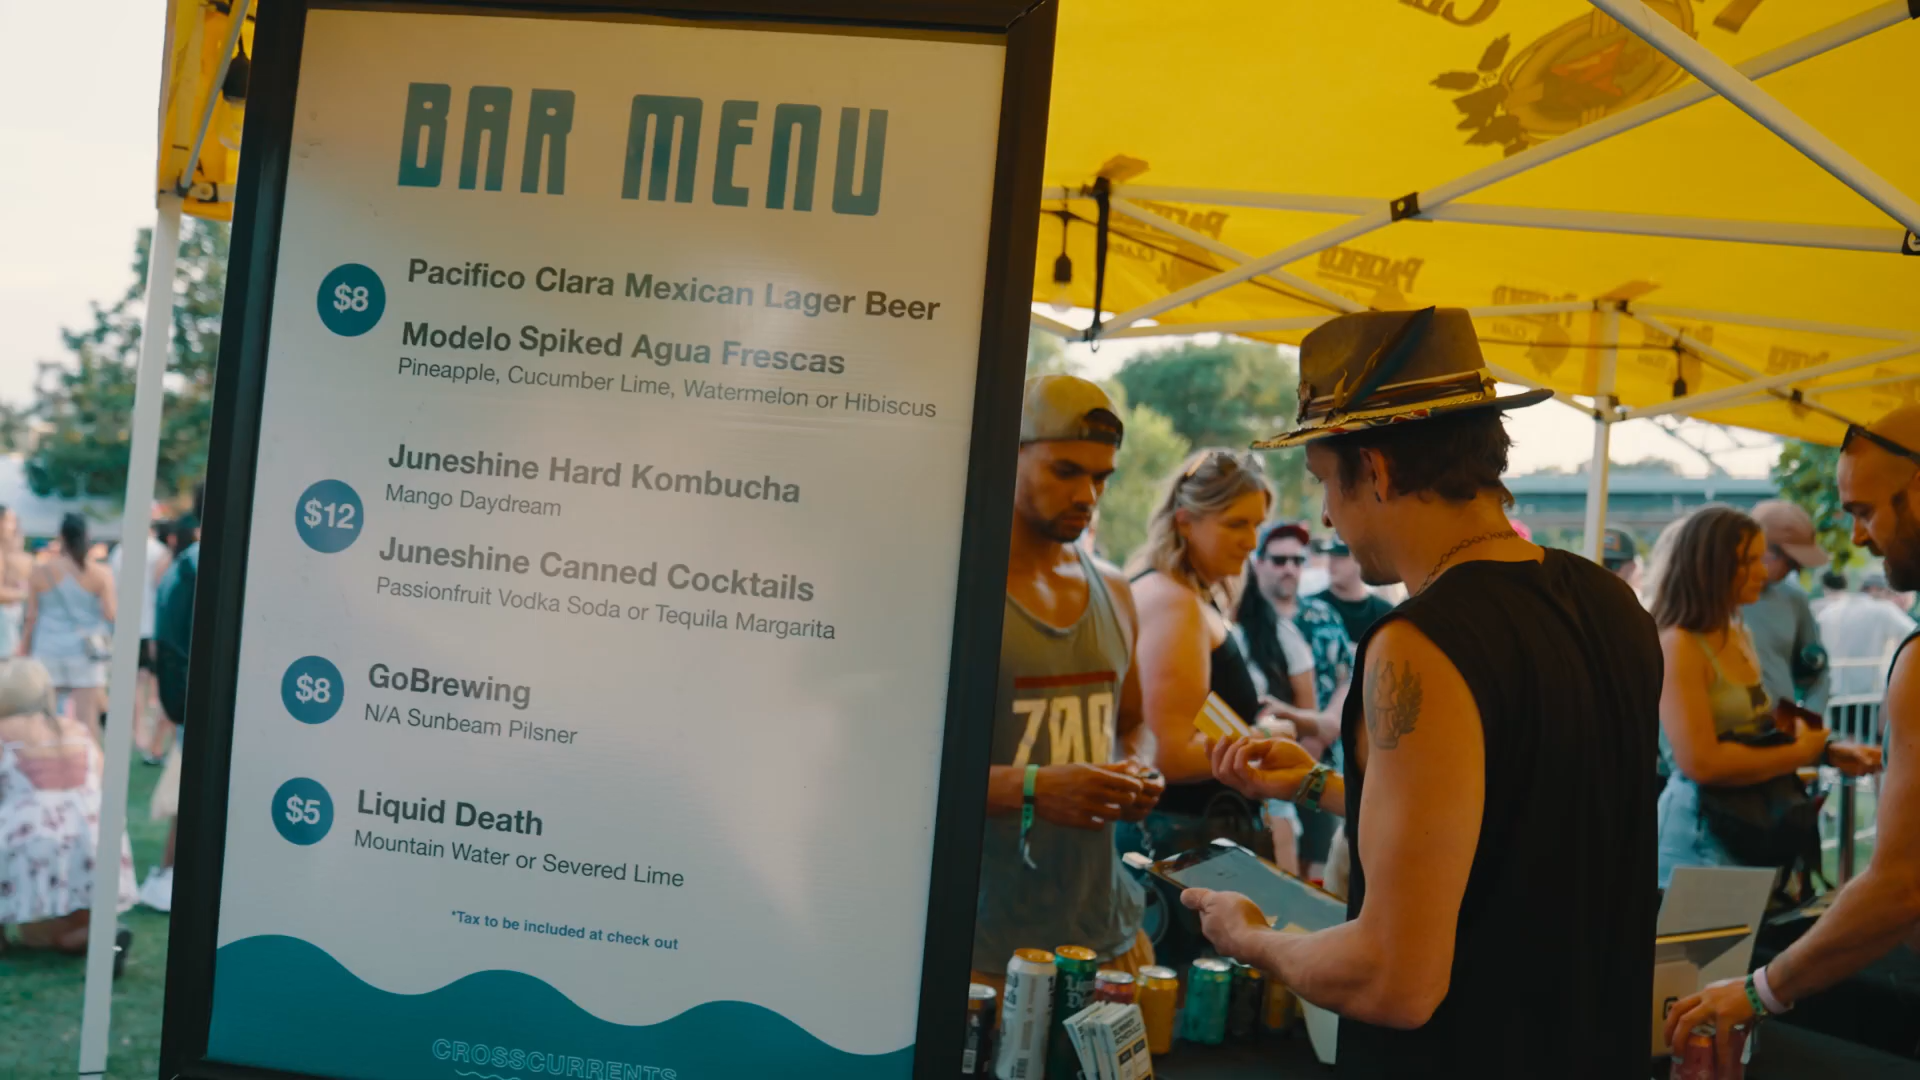 BAR MENU
$8
Pacifico Clara Mexican Lager Beer
Modelo Spiked Agua Frescas
Pineapple, Cucumber Lime, Watermelon or Hibiscus
$12
Juneshine Hard Kombucha
Mango Daydream
Juneshine Canned Cocktails
Passionfruit Vodka Soda or Tequila Margarita
$8
GoBrewing
N/A Sunbeam Pilsner
$5
Liquid Death
Mountain Water or Severed Lime
*Tax to be included at check out
CROSSCURRENTS
PACIFICO
PACIFICO